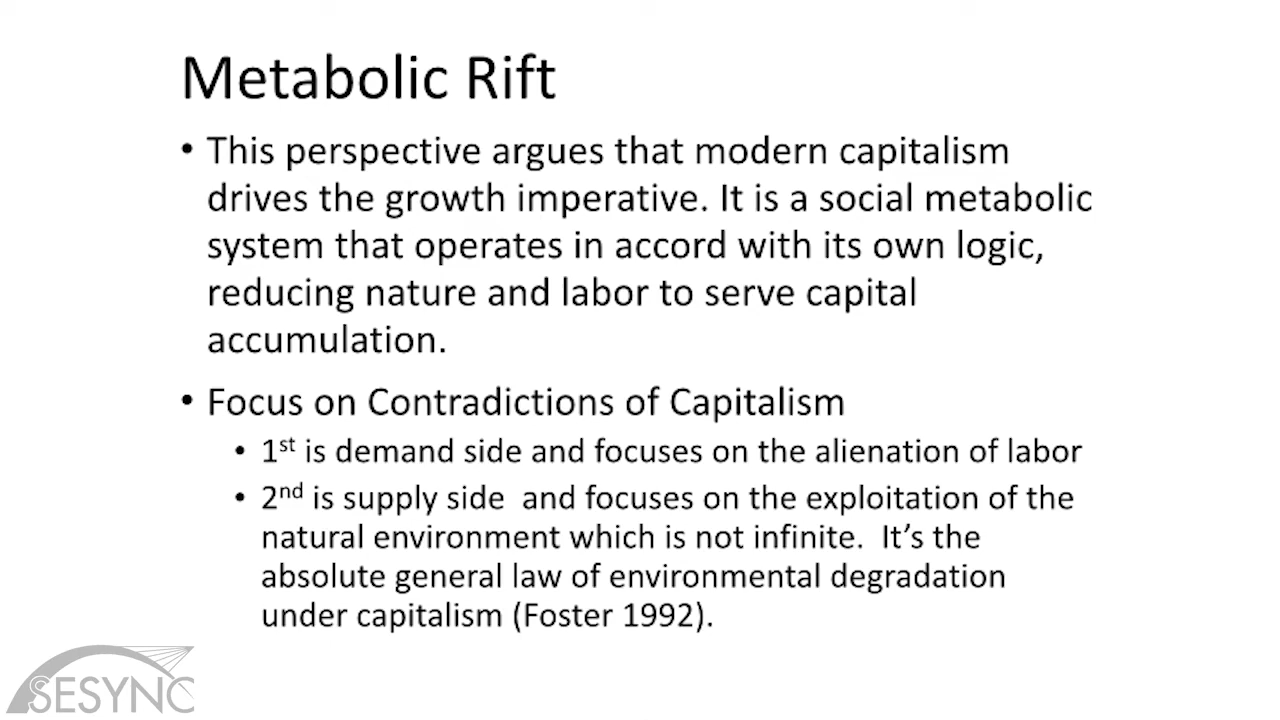 Metabolic Rift
• This perspective argues that modern capitalism
drives the growth imperative. It is a social metabolic
system that operates in accord with its own logic,
reducing nature and labor to serve capital
accumulation.
• Focus on Contradictions of Capitalism
• 1st is demand side and focuses on the alienation of labor
• 2nd is supply side  and focuses on the exploitation of the
natural environment which is not infinite.  It’s the
absolute general law of environmental degradation
under capitalism (Foster 1992).
SESYNC